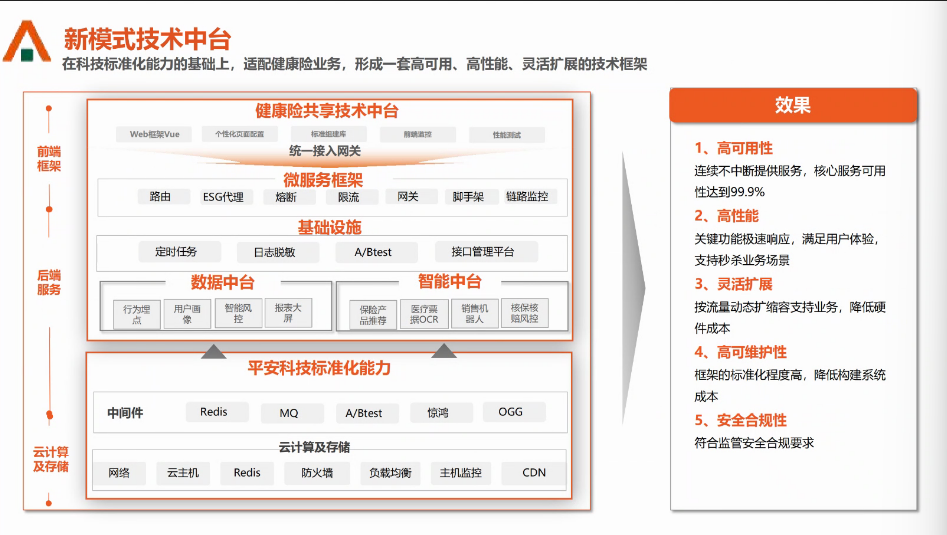 新模式技术中台
在科技标准化能力的基础上，适配健康险业务，形成一套高可用、高性能、灵活扩展的技术框架
前端
框架
后端
服务
云计算
及存储
健康险共享技术中台
Web框架Vue 个性化页面配置 标准组建库 前端监控 性能测试
统一接入网关
微服务框架
路由 ESG代理 熔断 限流 网关 脚手架 链路监控
基础设施
定时任务 日志脱敏 A/Btest 接口管理平台
数据中台
行为埋
点
用户画
像
智能风
控
报表大
屏
智能中台
保险产
品推荐
医疗票
据OCR
销售机
器人
核保核
赔风控
平安科技标准化能力
中间件 Redis MQ A/Btest 惊鸿 OGG
云计算及存储
网络 云主机 Redis 防火墙 负载均衡 主机监控 CDN
效果
1、高可用性
连续不中断提供服务，核心服务可用
性达到99.9%
2、高性能
关键功能极速响应，满足用户体验，
支持秒杀业务场景
3、灵活扩展
按流量动态扩缩容支持业务，降低硬
件成本
4、高可维护性
框架的标准化程度高，降低构建系统
成本
5、安全合规性
符合监管安全合规要求